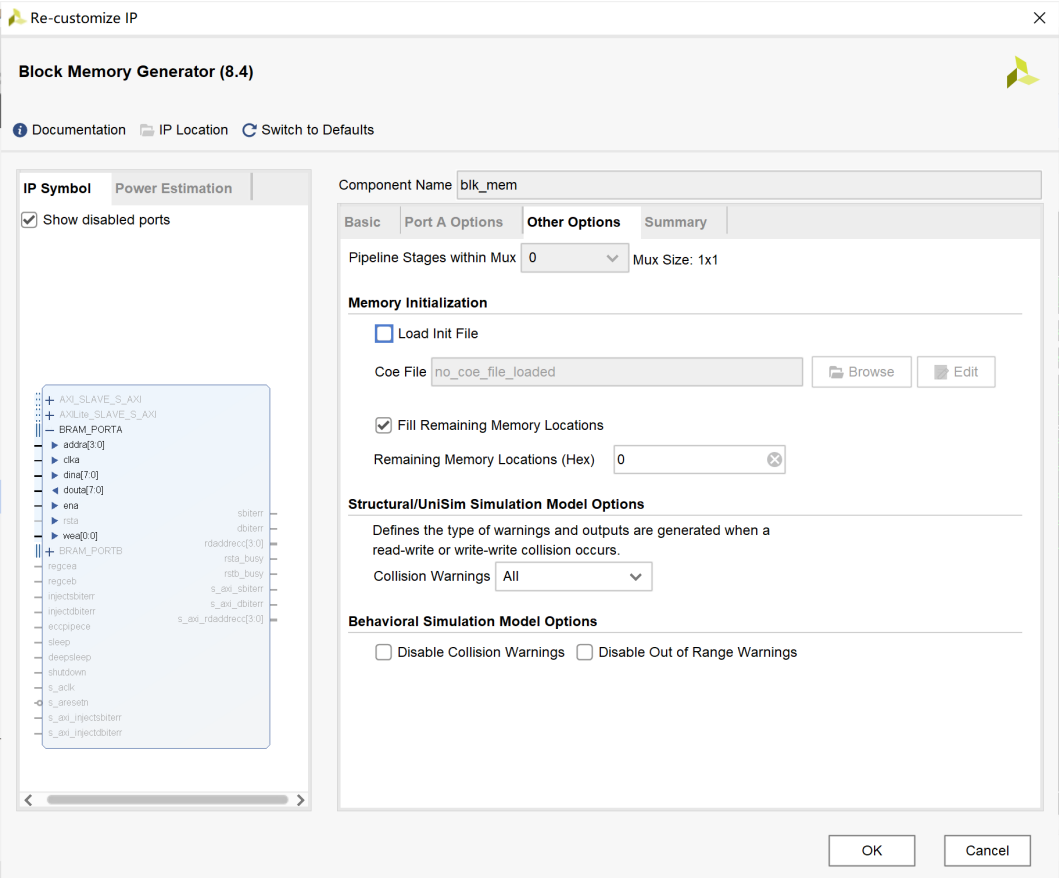 Re-customize IP
Block Memory Generator (8.4)
Documentation IP Location Switch to Defaults
IP Symbol Power Estimation
Show disabled ports
AXI_SLAVE_S_AXI
AXILite_SLAVE_S_AXI
BRAM_PORTA
addra[3:0]
clka
dina[7:0]
douta[7:0]
ena
rsta
wea[0:0]
BRAM_PORTB
regcea
regceb
injectsbiterr
injectdbiterr
eccpipece
sleep
deepsleep
shutdown
s_aclk
s_aresetn
s_axi_injectsbiterr
s_axi_injectdbiterr
sbiterr
dbiterr
rdaddrecc[3:0]
rsta_busy
rstb_busy
s_axi_sbiterr
s_axi_dbiterr
s_axi_rdaddrecc[3:0]
Component Name blk_mem
Basic Port A Options Other Options Summary
Pipeline Stages within Mux 0 Mux Size: 1x1
Memory Initialization
Load Init File
Coe File no_coe_file_loaded Browse Edit
Fill Remaining Memory Locations
Remaining Memory Locations (Hex) 0
Structural/UniSim Simulation Model Options
Defines the type of warnings and outputs are generated when a
read-write or write-write collision occurs.
Collision Warnings All
Behavioral Simulation Model Options
Disable Collision Warnings Disable Out of Range Warnings
OK Cancel